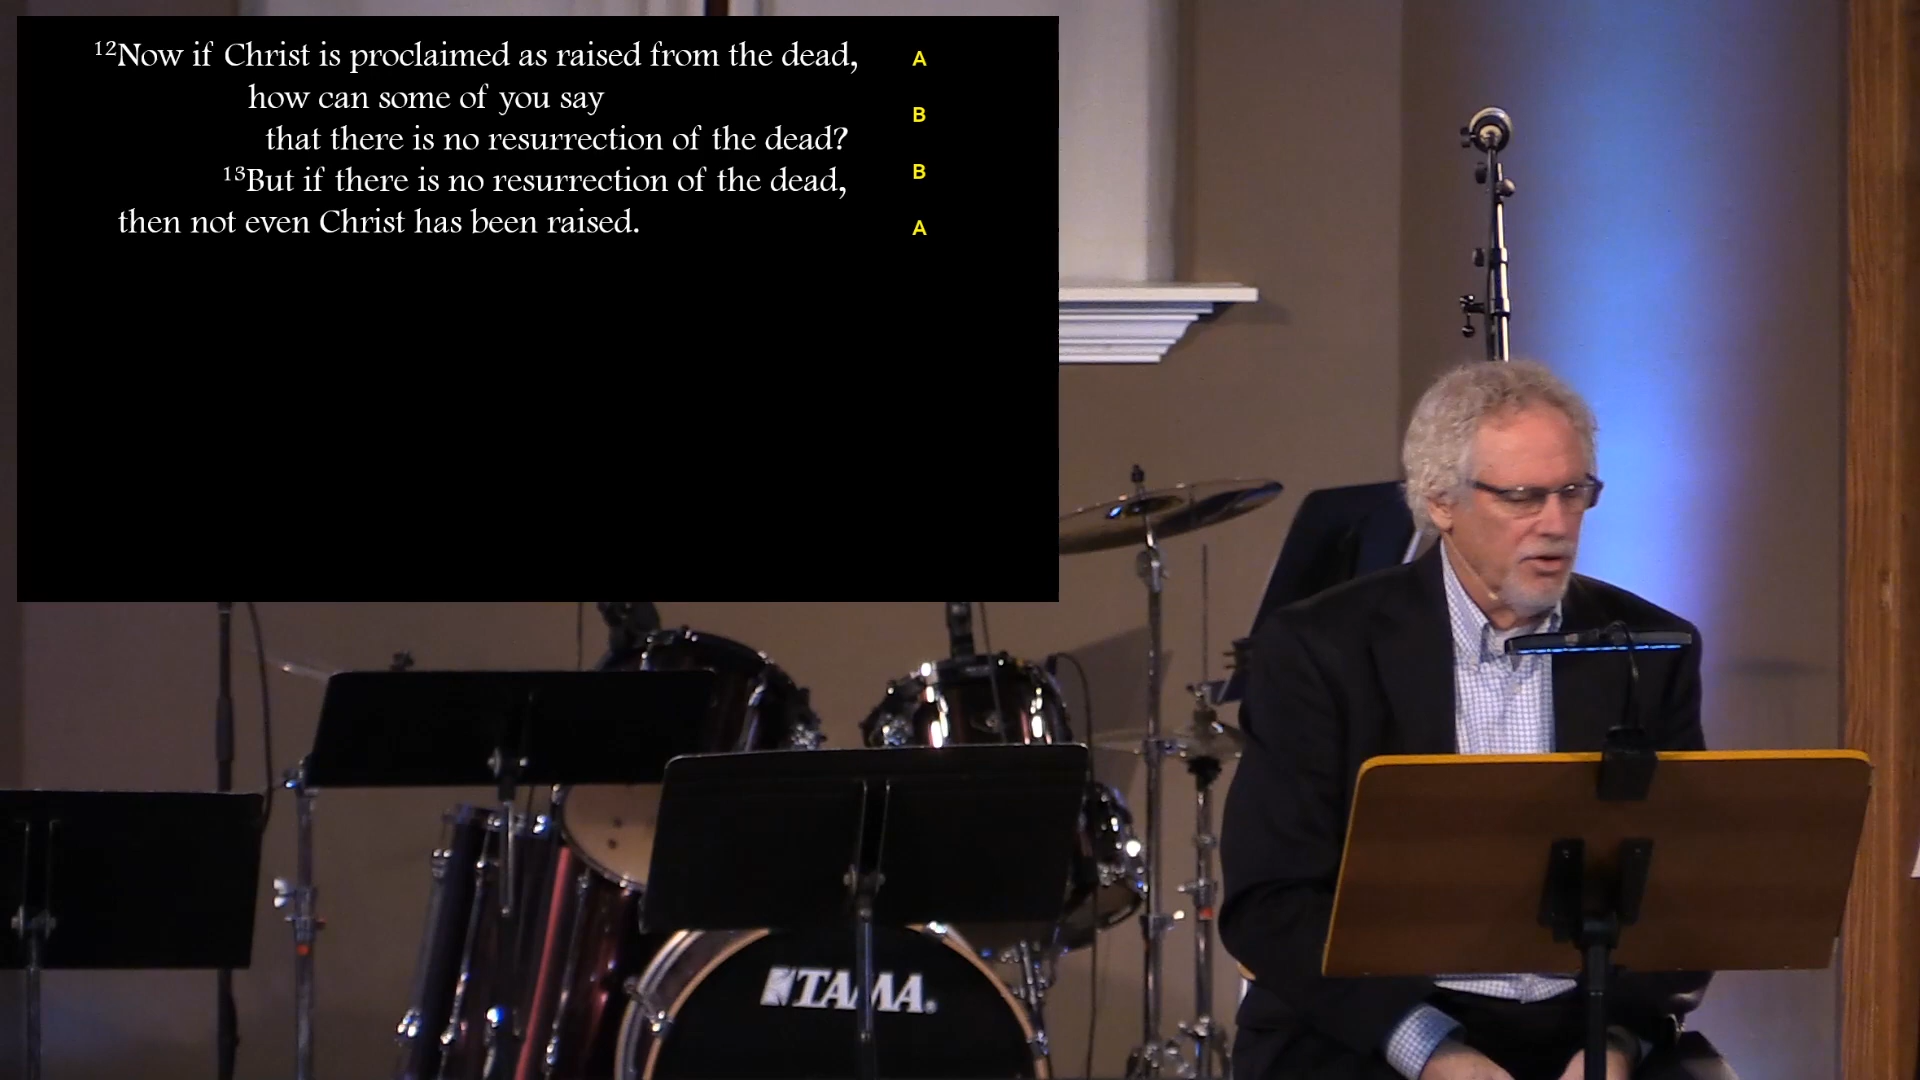 ¹²Now if Christ is proclaimed as raised from the dead, A
how can some of you say
B
that there is no resurrection of the dead?
¹³But if there is no resurrection of the dead, B
then not even Christ has been raised. A
TAMA